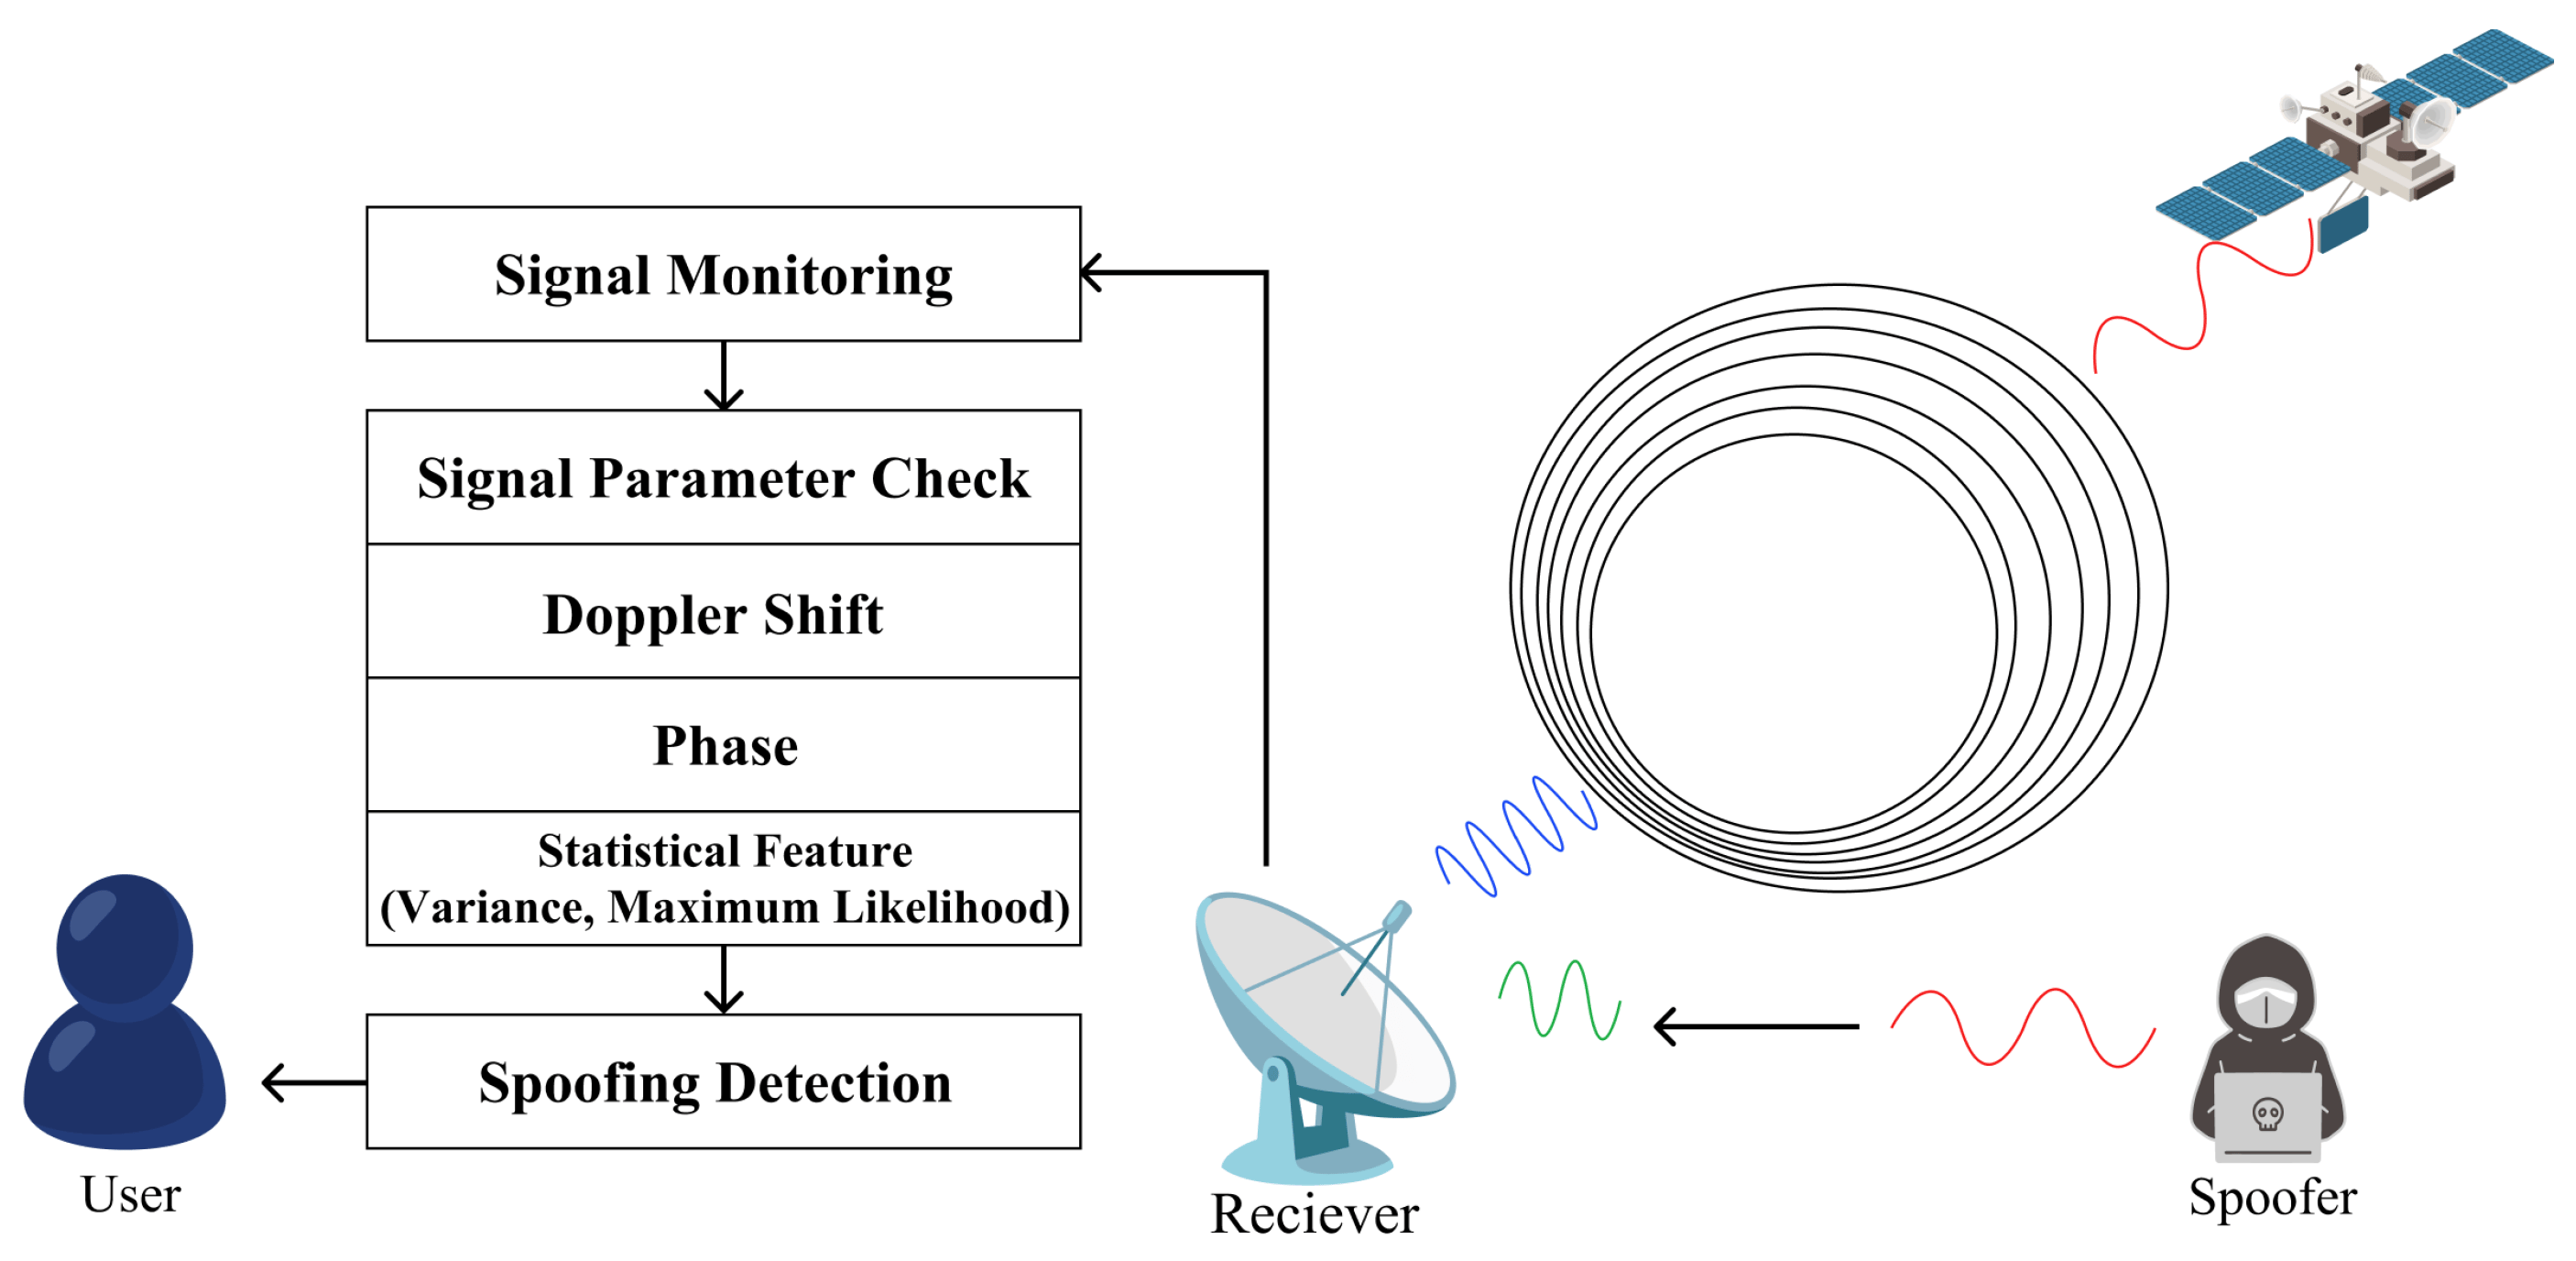 Signal Monitoring
Signal Parameter Check
Doppler Shift
Phase
Statistical Feature
(Variance, Maximum Likelihood)
Spoofing Detection
User
Reciever
Spoofer